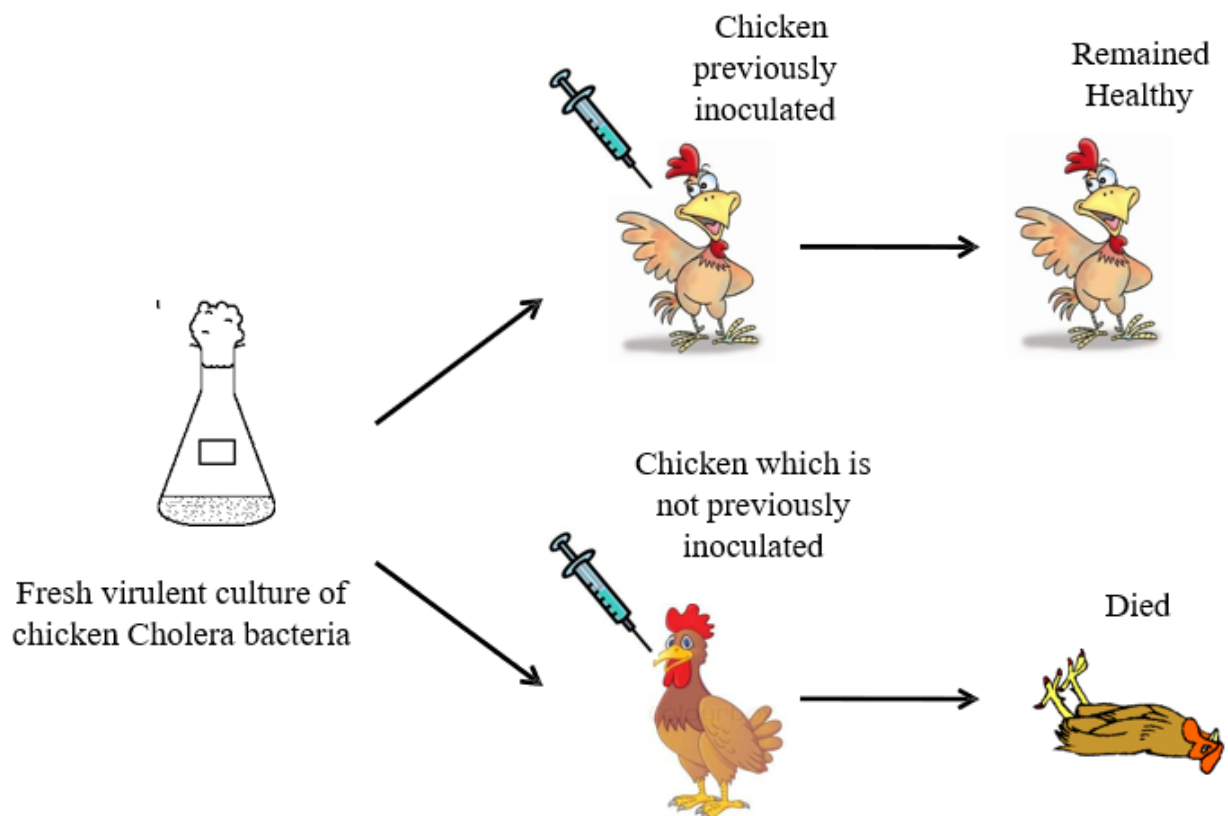 Chicken
previously
inoculated
Remained
Healthy
Fresh virulent culture of
chicken Cholera bacteria
Chicken which is
not previously
inoculated
Died